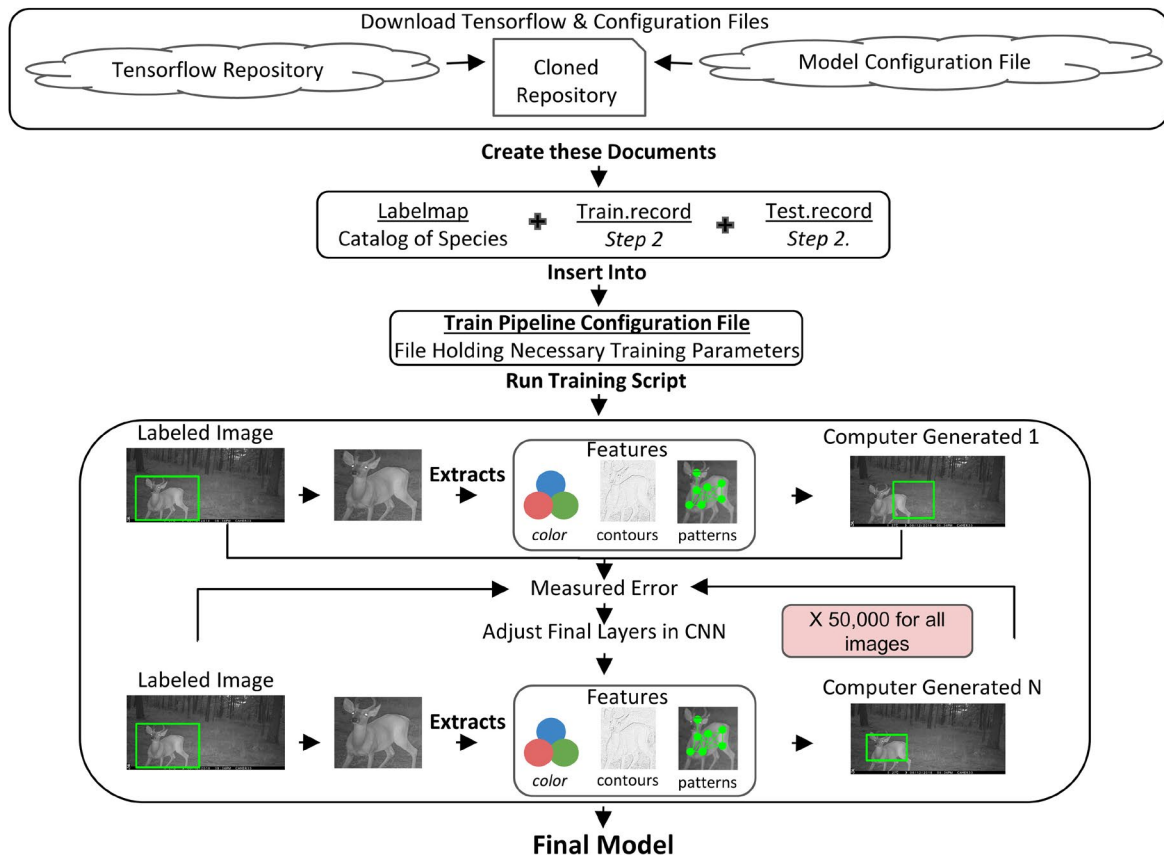 Download Tensorflow & Configuration Files
Tensorflow Repository
Cloned
Repository
Model Configuration File
Create these Documents
Labelmap
Catalog of Species
Train.record
Step 2
Test.record
Step 2.
Insert Into
Train Pipeline Configuration File
File Holding Necessary Training Parameters
Run Training Script
Labeled Image
Extracts
Features
color
contours
patterns
Computer Generated 1
Measured Error
Adjust Final Layers in CNN
X 50,000 for all
images
Labeled Image
Extracts
Features
color
contours
patterns
Computer Generated N
Final Model